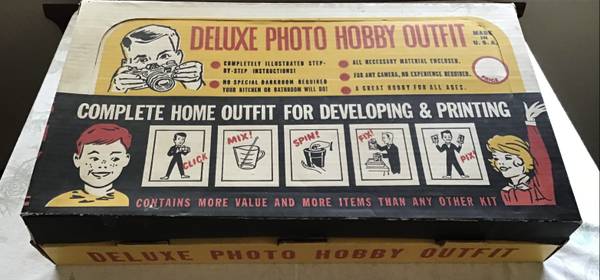 DELUXE PHOTO HOBBY OUTFIT
MADE
IN
U.S.A.
COMPLETELY ILLUSTRATED STEP-
BY-STEP INSTRUCTIONS!
NO SPECIAL DARKROOM REQUIRED
YOUR KITCHEN OR BATHROOM WILL DO!
ALL NECESSARY MATERIAL ENCLOSED.
FOR ANY CAMERA, NO EXPERIENCE REQUIRED.
A GREAT HOBBY FOR ALL AGES.
PRICE
COMPLETE HOME OUTFIT FOR DEVELOPING & PRINTING
CLICK
MIX!
SPIN!
FIX!
PIX!
CONTAINS MORE VALUE AND MORE ITEMS THAN ANY OTHER KIT
DELUXE PHOTO HOBBY OUTFIT